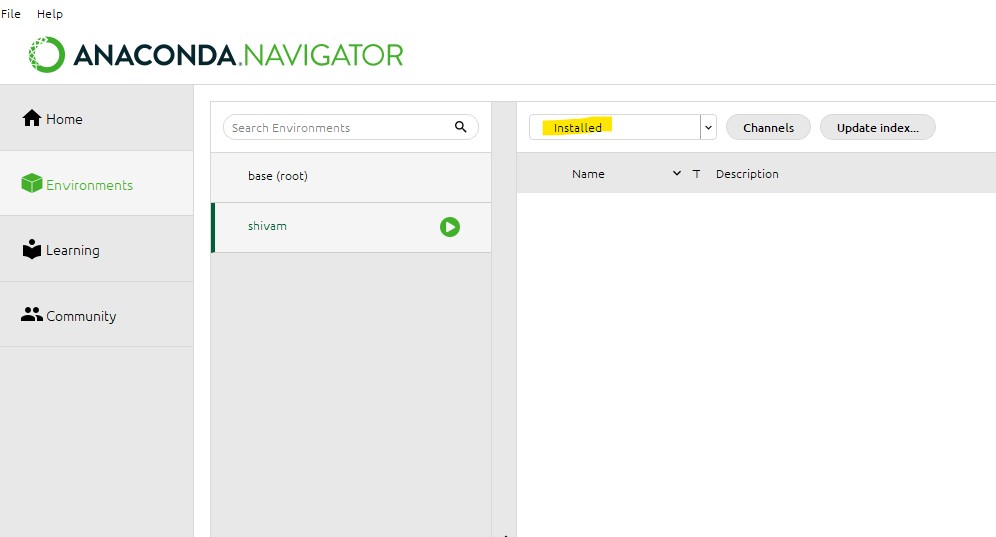 File Help
ANACONDA.NAVIGATOR
Home
Environments
Learning
Community
Search Environments
base (root)
shivam
Installed Channels Update index...
Name T Description